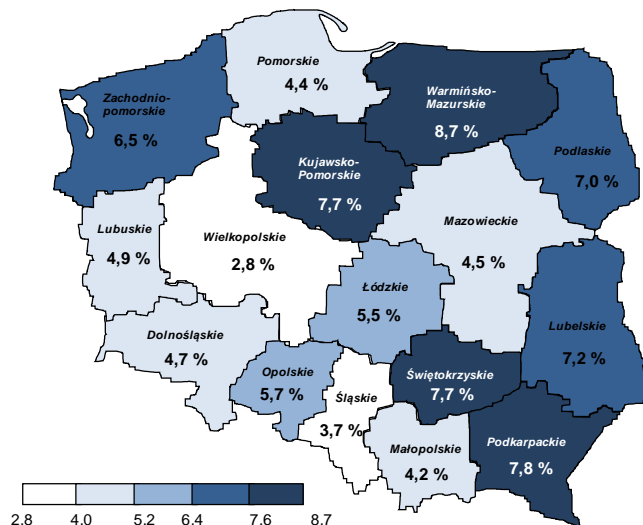 Pomorskie
4,4 %
Warmińsko-
Mazurskie
8,7 %
Zachodnio-
pomorskie
6,5 %
Podlaskie
7,0 %
Kujawsko-
Pomorskie
7,7 %
Lubuskie
4,9 %
Wielkopolskie
2,8 %
Mazowieckie
4,5 %
Łódzkie
5,5 %
Dolnośląskie
4,7 %
Lubelskie
7,2 %
Opolskie
5,7 %
Śląskie
3,7 %
Świętokrzyskie
7,7 %
Małopolskie
4,2 %
Podkarpackie
7,8 %
2.8 4.0 5.2 6.4 7.6 8.7